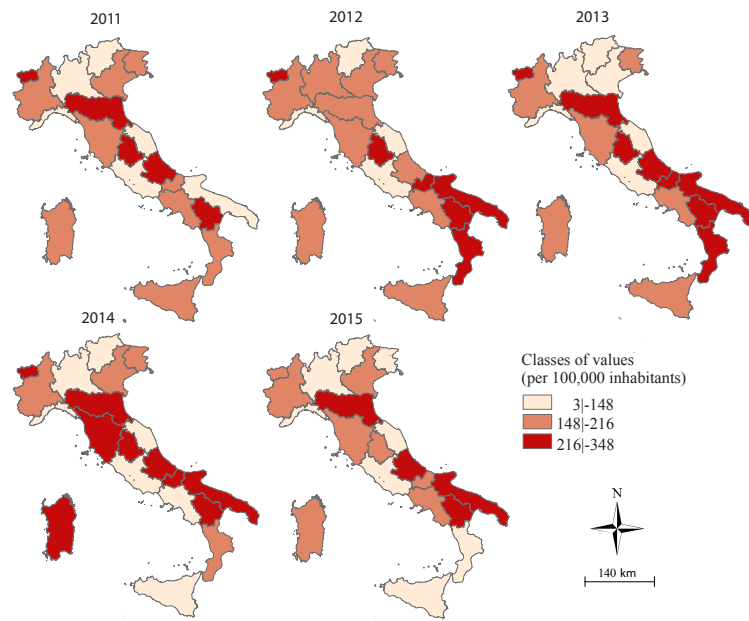 2011
2012
2013
2014
2015
Classes of values
(per 100,000 inhabitants)
3|-148
148|-216
216|-348
N
140 km